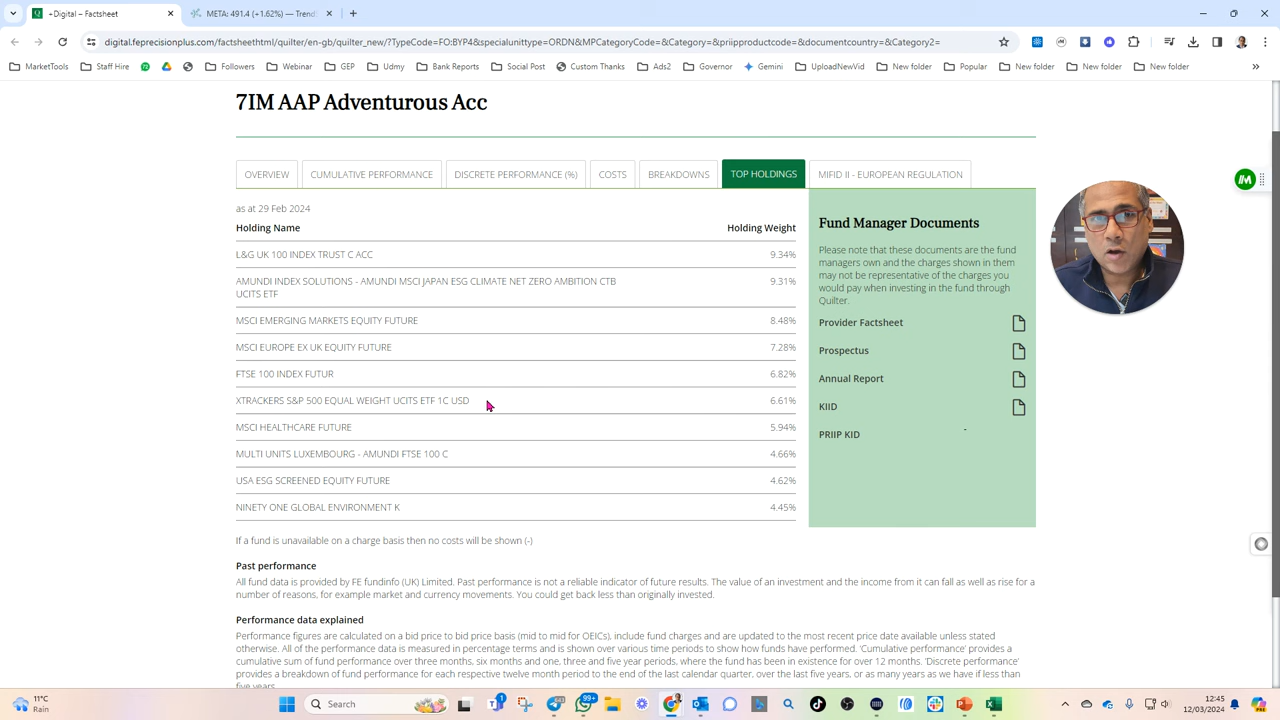 +Digital – Factsheet
META: 491.4 (+1.62%) — Trends
digital.feprecisionplus.com/factsheethtml/quilter/en-gb/quilter_new/?TypeCode=FO:BYP4&specialunittype=ORDN&MPCategoryCode=&Category=&priipproductcode=&documentcountry=&Category2=
MarketTools
Staff Hire
Followers
Webinar
GEP
Udmy
Bank Reports
Social Post
Custom Thanks
Ads2
Governor
Gemini
UploadNewVid
New folder
Popular
New folder
New folder
New folder
7IM AAP Adventurous Acc
OVERVIEW
CUMULATIVE PERFORMANCE
DISCRETE PERFORMANCE (%)
COSTS
BREAKDOWNS
TOP HOLDINGS
MIFID II - EUROPEAN REGULATION
as at 29 Feb 2024
Holding Name Holding Weight
L&G UK 100 INDEX TRUST C ACC 9.34%
AMUNDI INDEX SOLUTIONS - AMUNDI MSCI JAPAN ESG CLIMATE NET ZERO AMBITION CTB 9.31%
UCITS ETF
MSCI EMERGING MARKETS EQUITY FUTURE 8.48%
MSCI EUROPE EX UK EQUITY FUTURE 7.28%
FTSE 100 INDEX FUTUR 6.82%
XTRACKERS S&P 500 EQUAL WEIGHT UCITS ETF 1C USD 6.61%
MSCI HEALTHCARE FUTURE 5.94%
MULTI UNITS LUXEMBOURG - AMUNDI FTSE 100 C 4.66%
USA ESG SCREENED EQUITY FUTURE 4.62%
NINETY ONE GLOBAL ENVIRONMENT K 4.45%
Fund Manager Documents
Please note that these documents are the fund
managers own and the charges shown in them
may not be representative of the charges you
would pay when investing in the fund through
Quilter.
Provider Factsheet
Prospectus
Annual Report
KIID
PRIIP KID -
If a fund is unavailable on a charge basis then no costs will be shown (-)
Past performance
All fund data is provided by FE fundinfo (UK) Limited. Past performance is not a reliable indicator of future results. The value of an investment and the income from it can fall as well as rise for a
number of reasons, for example market and currency movements. You could get back less than originally invested.
Performance data explained
Performance figures are calculated on a bid price to bid price basis (mid to mid for OEICs), include fund charges and are updated to the most recent price date available unless stated
otherwise. All of the performance data is measured in percentage terms and is shown over various time periods to show how funds have performed. 'Cumulative performance' provides a
cumulative sum of fund performance over three months, six months and one, three and five year periods, where the fund has been in existence for over 12 months. 'Discrete performance'
provides a breakdown of fund performance for each respective twelve month period to the end of the last calendar quarter, over the last five years, or as many years as we have if less than
five years.
11°C
Rain
Search
99+
12:45
12/03/2024